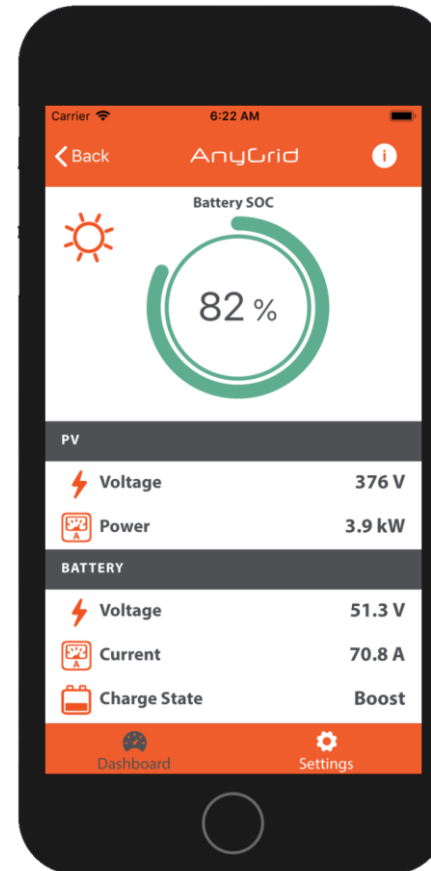 Carrier 6:22 AM
Back AnyGrid i
Battery SOC
82 %
PV
Voltage 376 V
A Power 3.9 kW
BATTERY
Voltage 51.3 V
A Current 70.8 A
Charge State Boost
Dashboard Settings